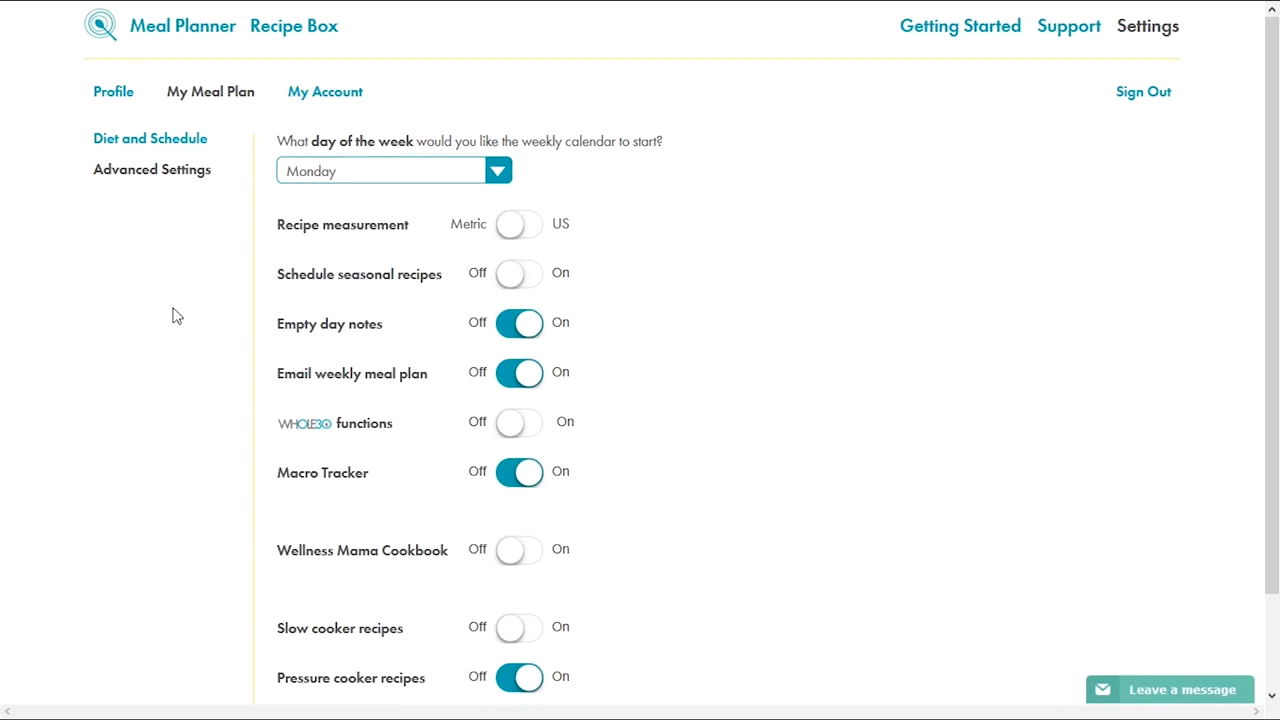 Meal Planner Recipe Box Getting Started Support Settings
Profile My Meal Plan My Account Sign Out
Diet and Schedule
Advanced Settings
What day of the week would you like the weekly calendar to start?
Monday
Recipe measurement Metric US
Schedule seasonal recipes Off On
Empty day notes Off On
Email weekly meal plan Off On
WHOLE30 functions Off On
Macro Tracker Off On
Wellness Mama Cookbook Off On
Slow cooker recipes Off On
Pressure cooker recipes Off On
Leave a message